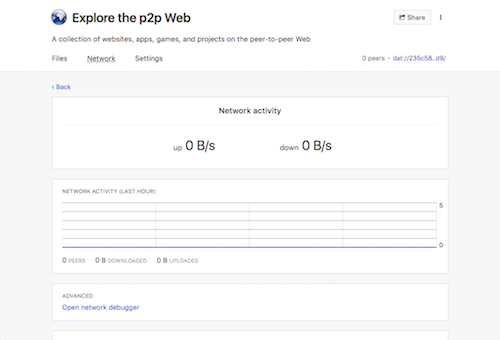 Explore the p2p Web
Share
A collection of websites, apps, games, and projects on the peer-to-peer Web
Files Network Settings 0 peers · dat://235c58..d9/
‹ Back
Network activity
up 0 B/s down 0 B/s
NETWORK ACTIVITY (LAST HOUR)
5
0
0 PEERS 0 B DOWNLOADED 0 B UPLOADED
ADVANCED
Open network debugger